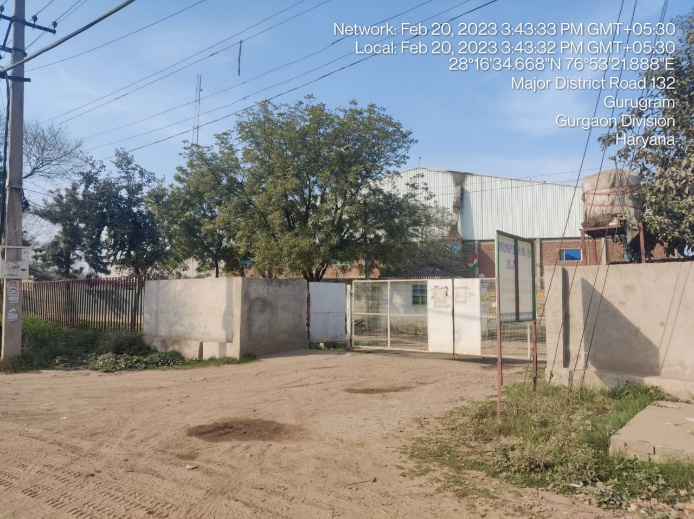 Network: Feb 20, 2023 3:43:33 PM GMT+05:30
Local: Feb 20, 2023 3:43:32 PM GMT+05:30
28°16'34.668"N 76°53'21.888"E
Major District Road 132
Gurugram
Gurgaon Division
Haryana